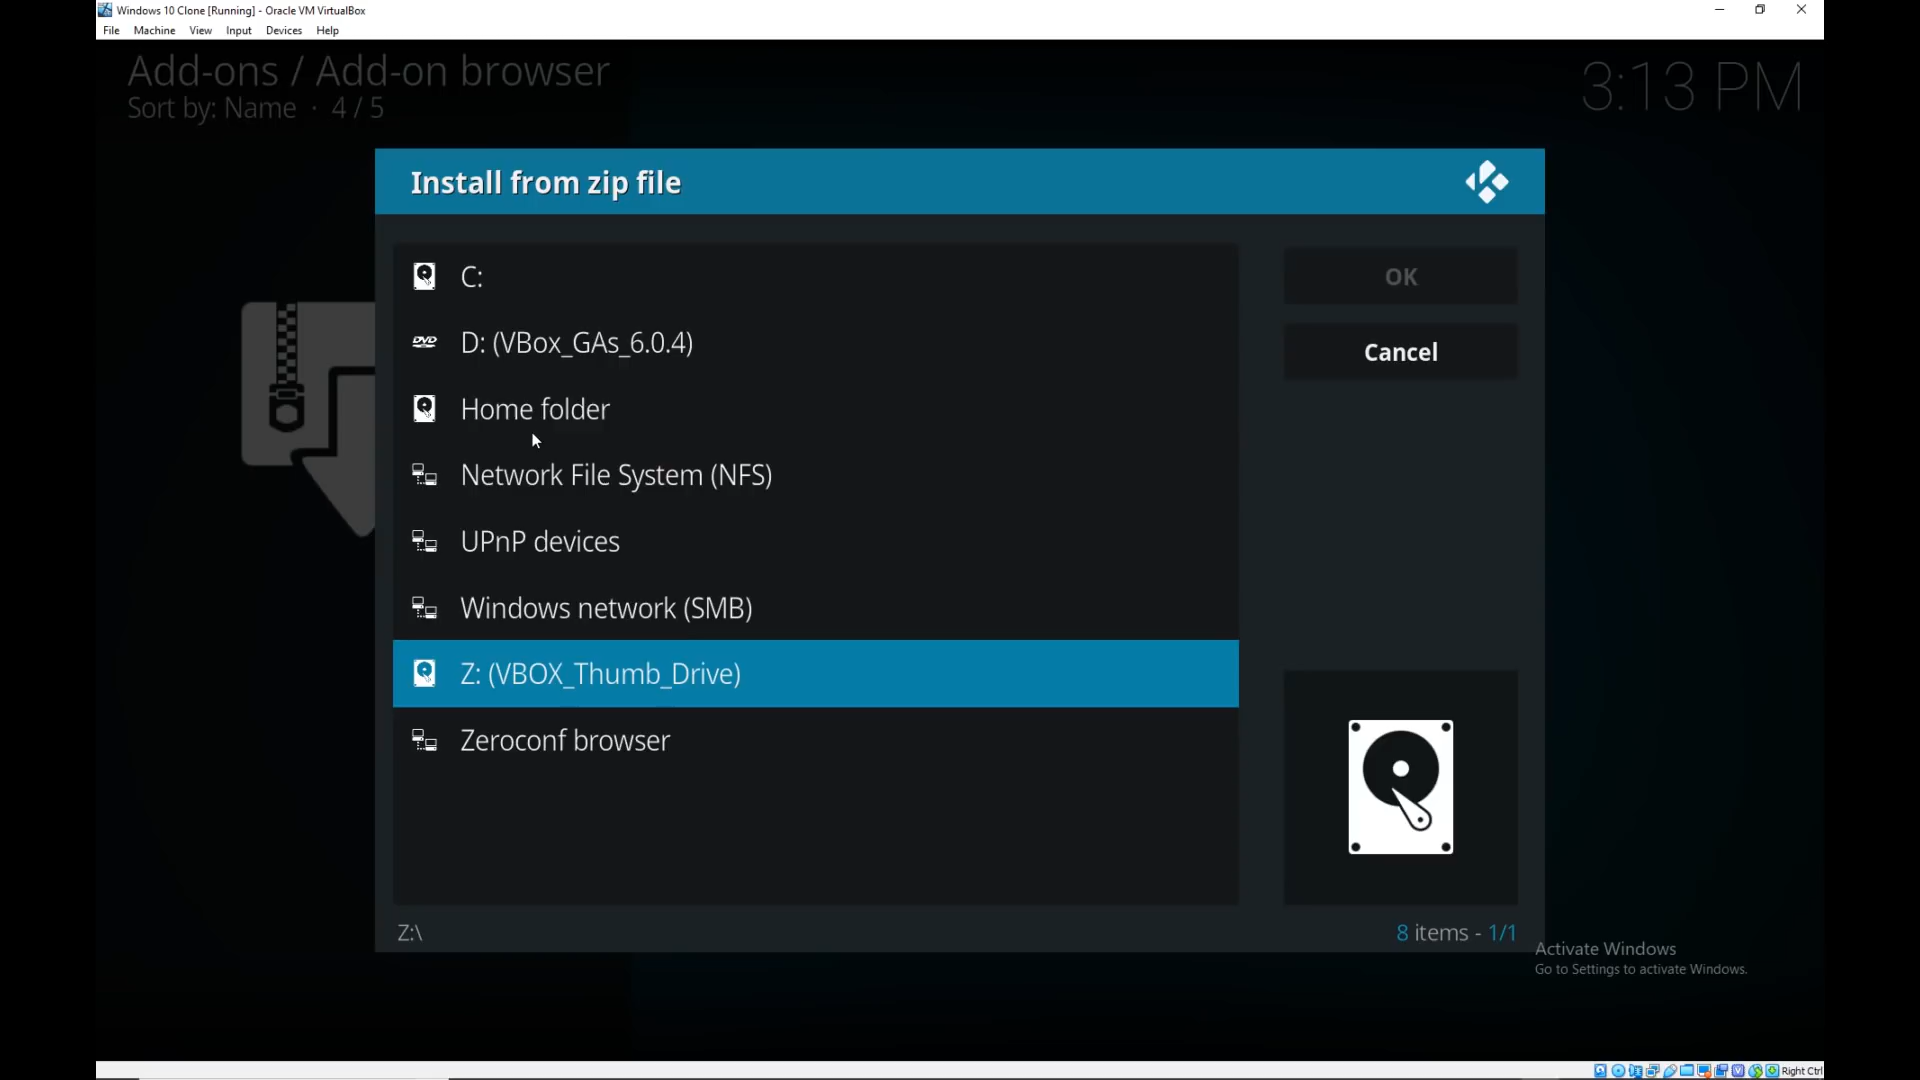 Windows 10 Clone [Running] - Oracle VM VirtualBox
File Machine View Input Devices Help
Add-ons / Add-on browser
Sort by: Name · 4 / 5
3:13 PM
Install from zip file
C:
DVD D: (VBox_GAs_6.0.4)
Home folder
Network File System (NFS)
UPnP devices
Windows network (SMB)
Z: (VBOX_Thumb_Drive)
Zeroconf browser
OK
Cancel
Z:\
8 items - 1/1
Activate Windows
Go to Settings to activate Windows.
Right Ctrl